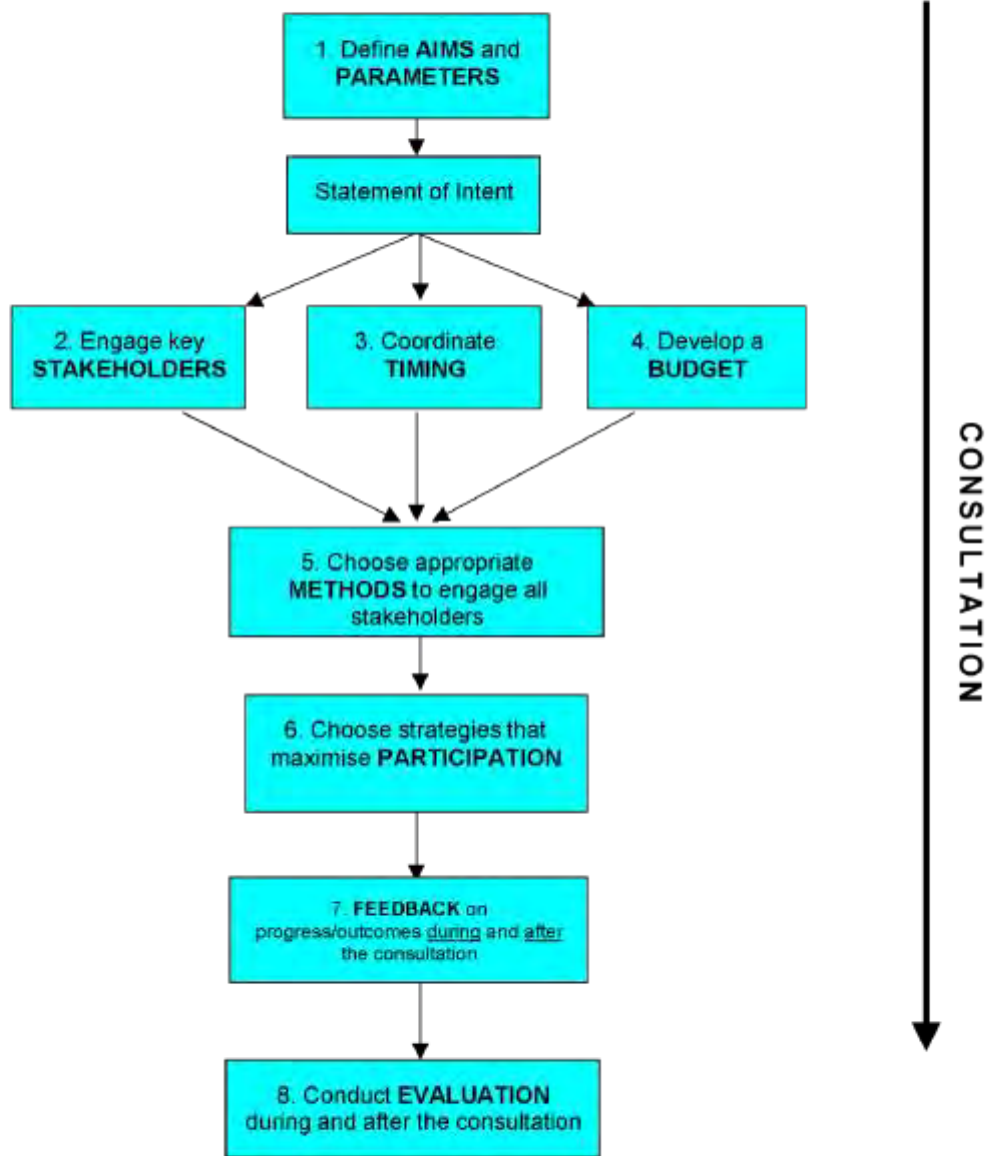 1. Define AIMS and
PARAMETERS
Statement of Intent
2. Engage key
STAKEHOLDERS
3. Coordinate
TIMING
4. Develop a
BUDGET
5. Choose appropriate
METHODS to engage all
stakeholders
6. Choose strategies that
maximise PARTICIPATION
7. FEEDBACK on
progress/outcomes during and after
the consultation
8. Conduct EVALUATION
during and after the consultation
CONSULTATION